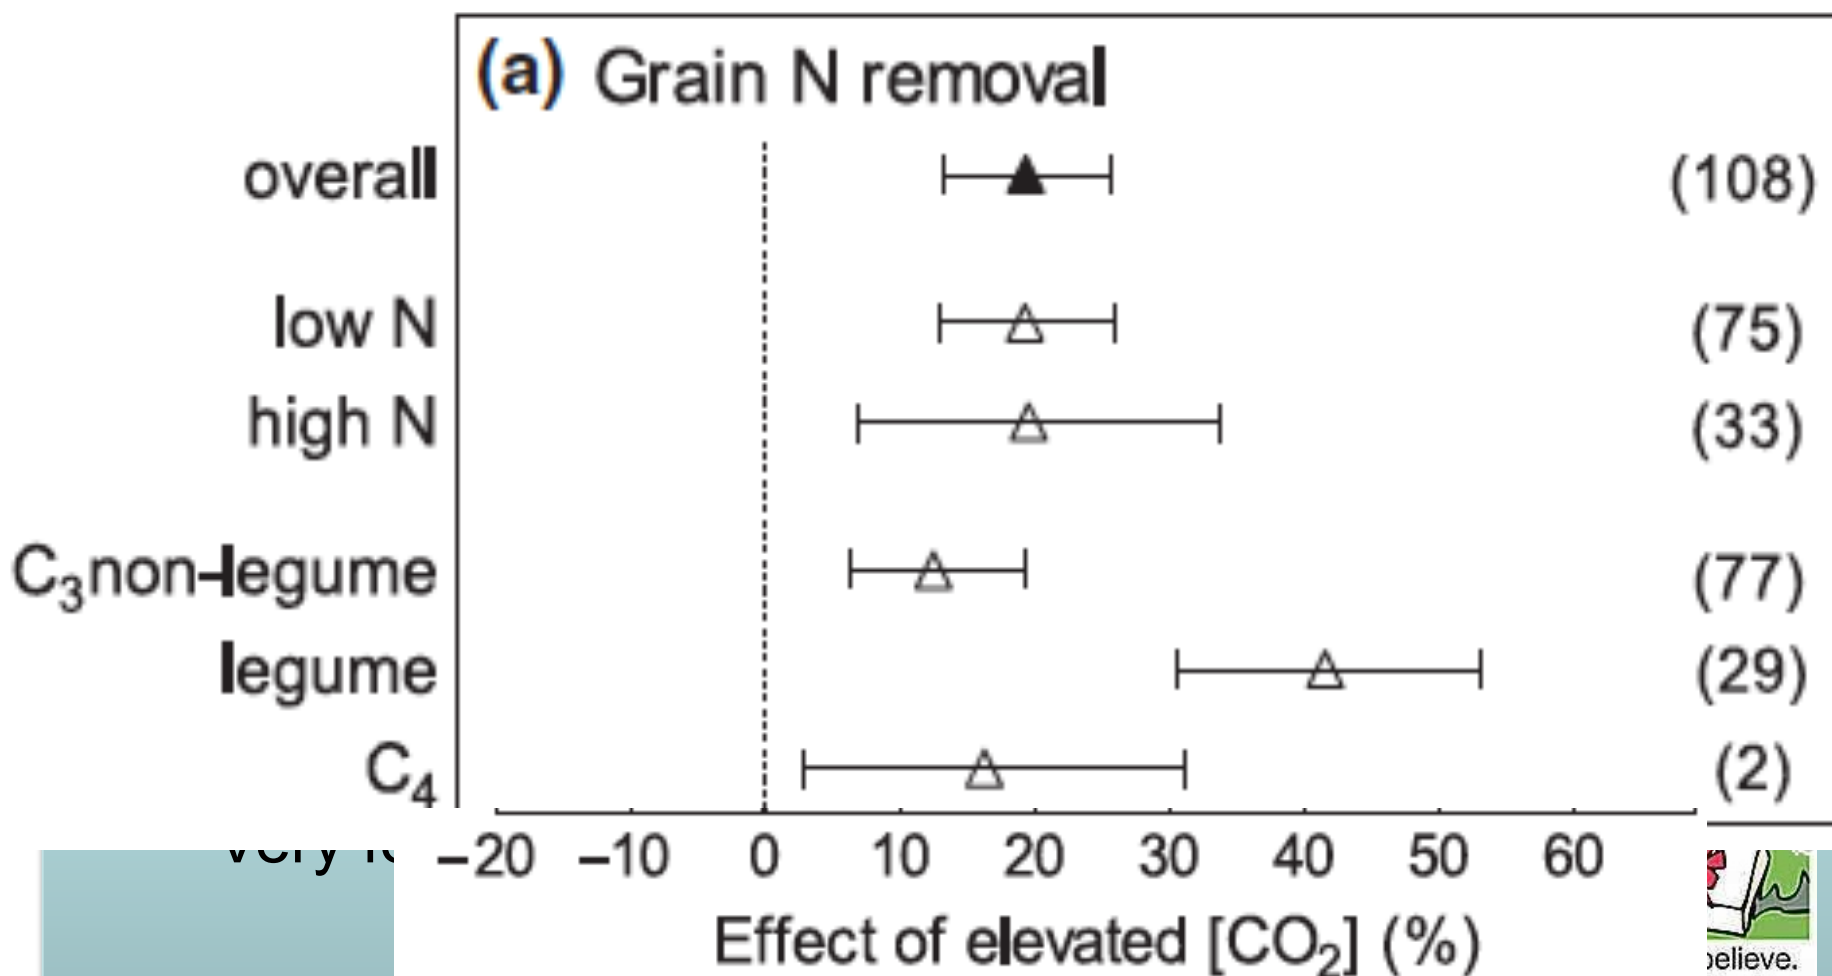 (a) Grain N removal
overall (108)
low N (75)
high N (33)
C₃non-legume (77)
legume (29)
C₄ (2)
–20 –10 0 10 20 30 40 50 60
Effect of elevated [CO₂] (%)
believe.